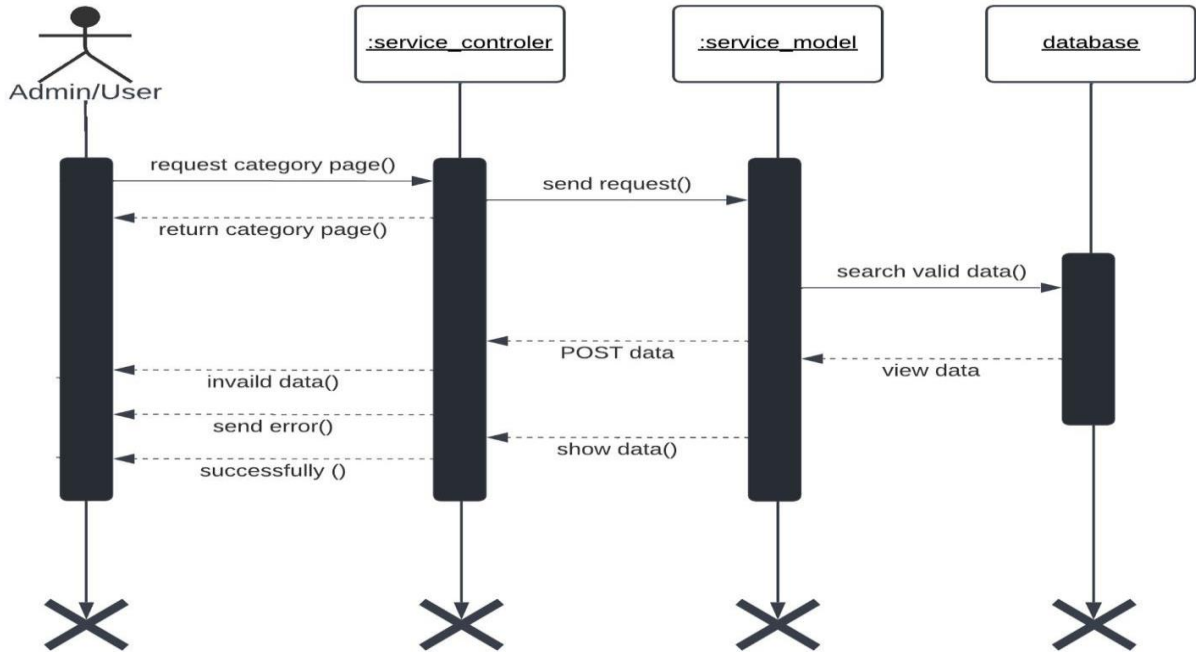 :service_controler
:service_model
database
Admin/User
request category page()
send request()
return category page()
search valid data()
POST data
view data
invaild data()
send error()
show data()
successfully ()